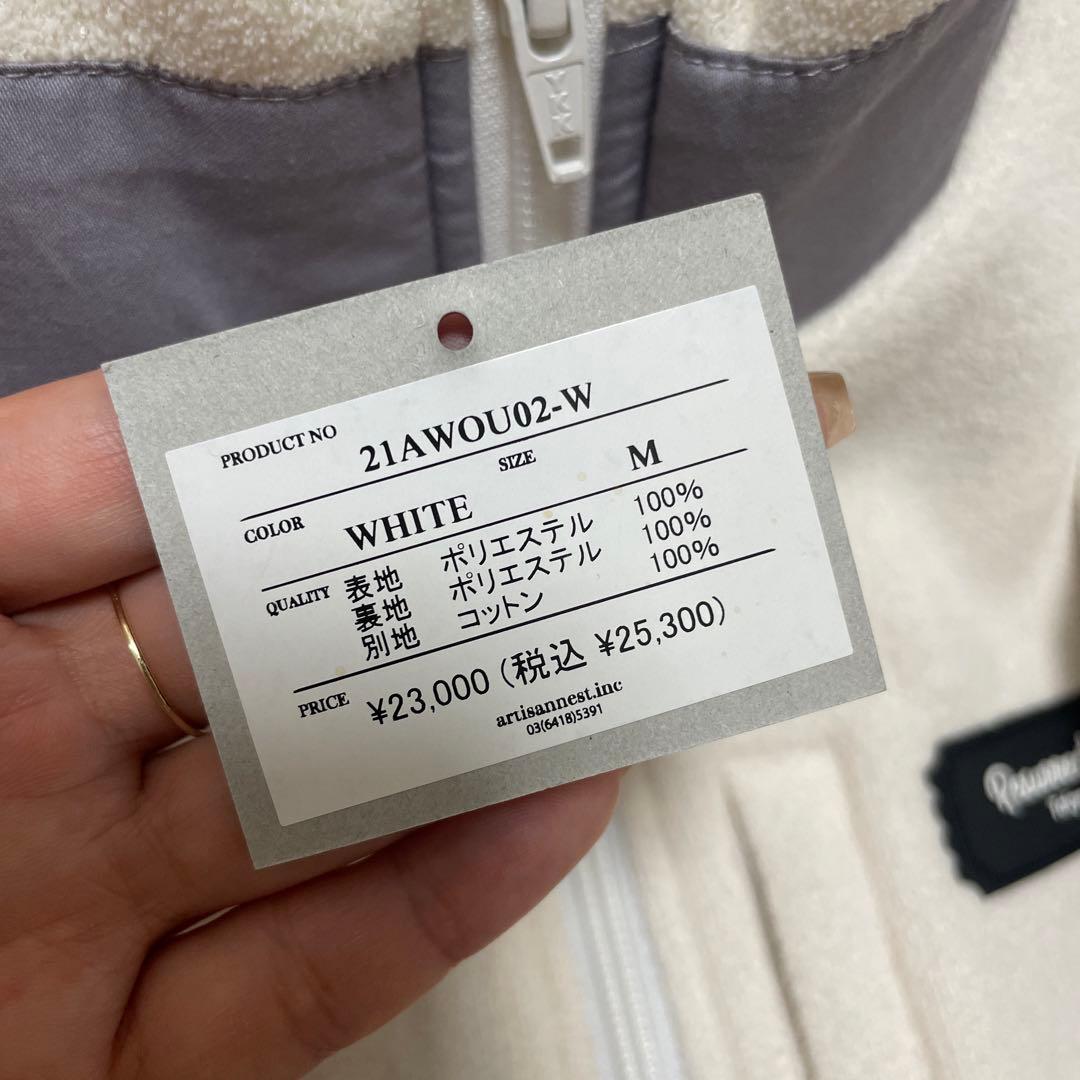 YKK
PRODUCT NO 21AWOU02-W
COLOR WHITE SIZE M
QUALITY 表地 ポリエステル 100%
裏地 ポリエステル 100%
別地 コットン 100%
PRICE ¥23,000 (税込 ¥25,300)
artisannest.inc
03(6418)5391